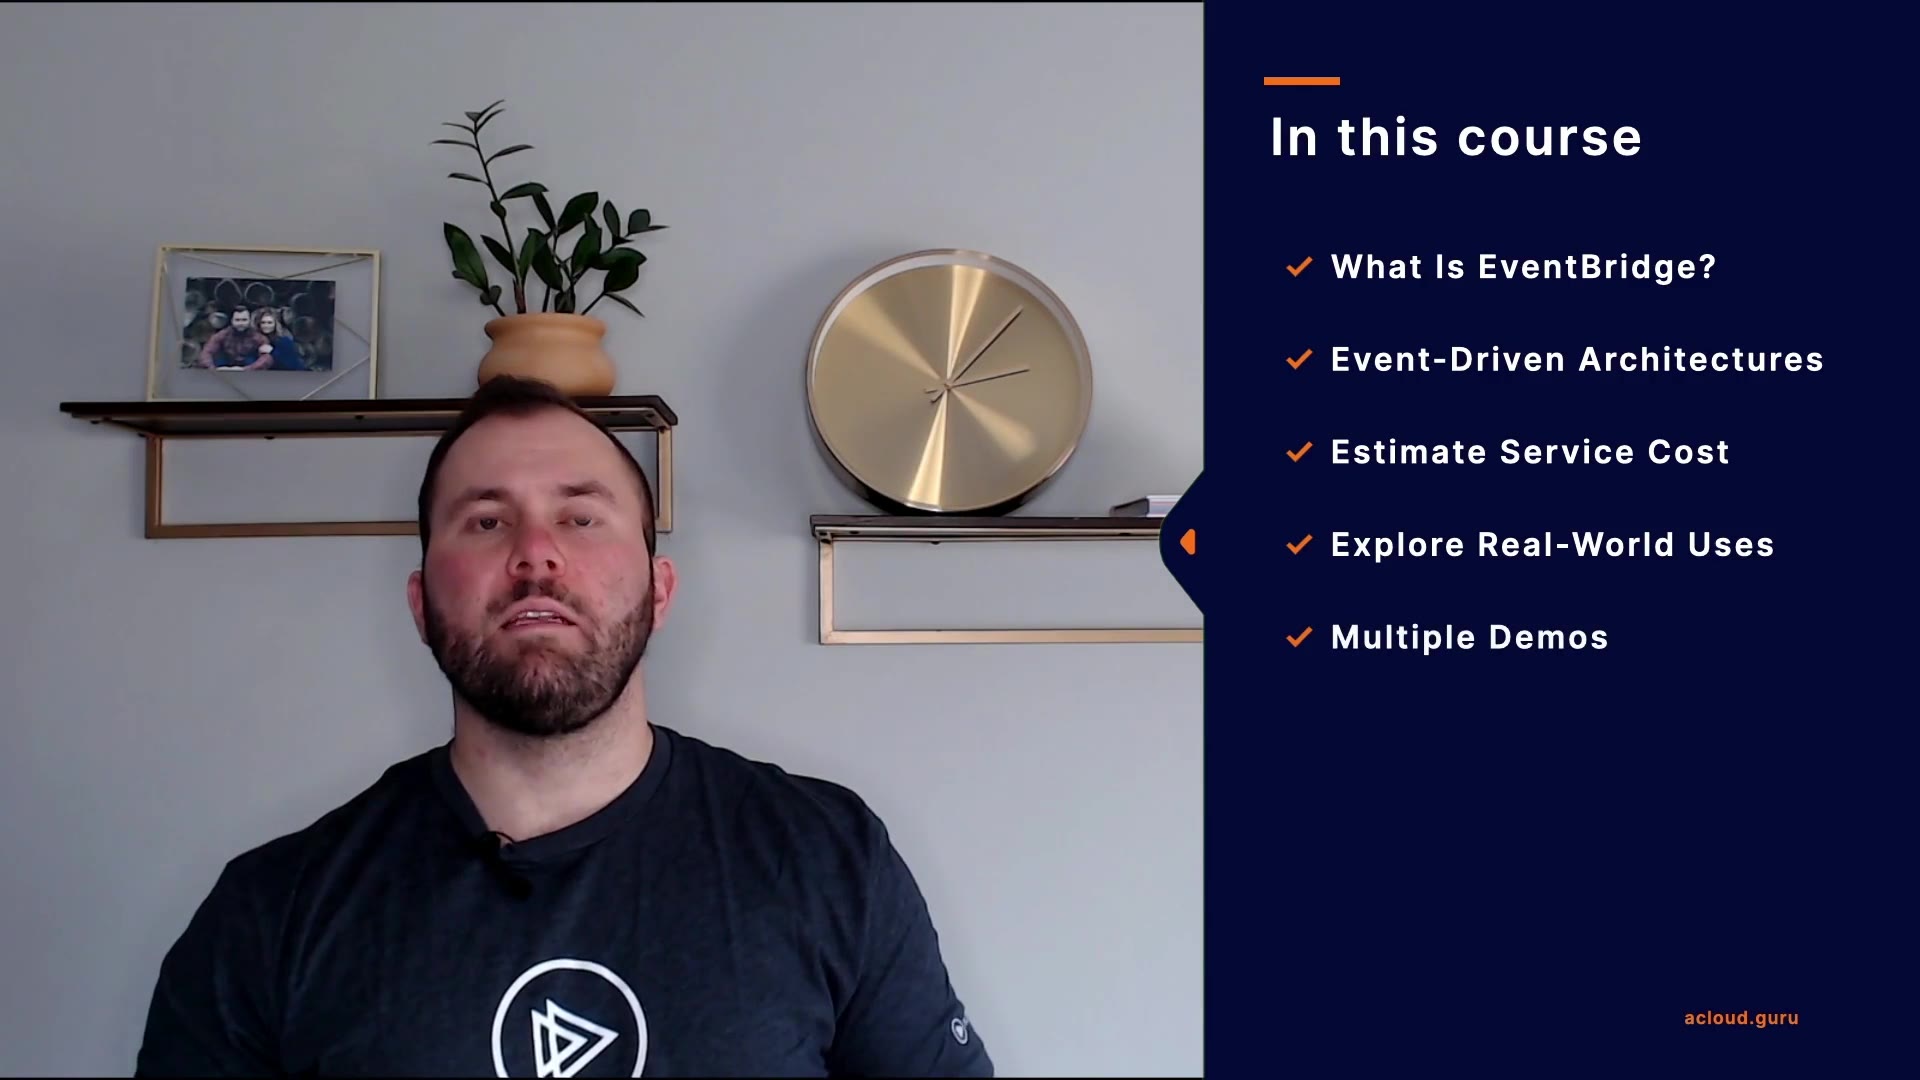 In this course
What Is EventBridge?
Event-Driven Architectures
Estimate Service Cost
Explore Real-World Uses
Multiple Demos
acloud.guru